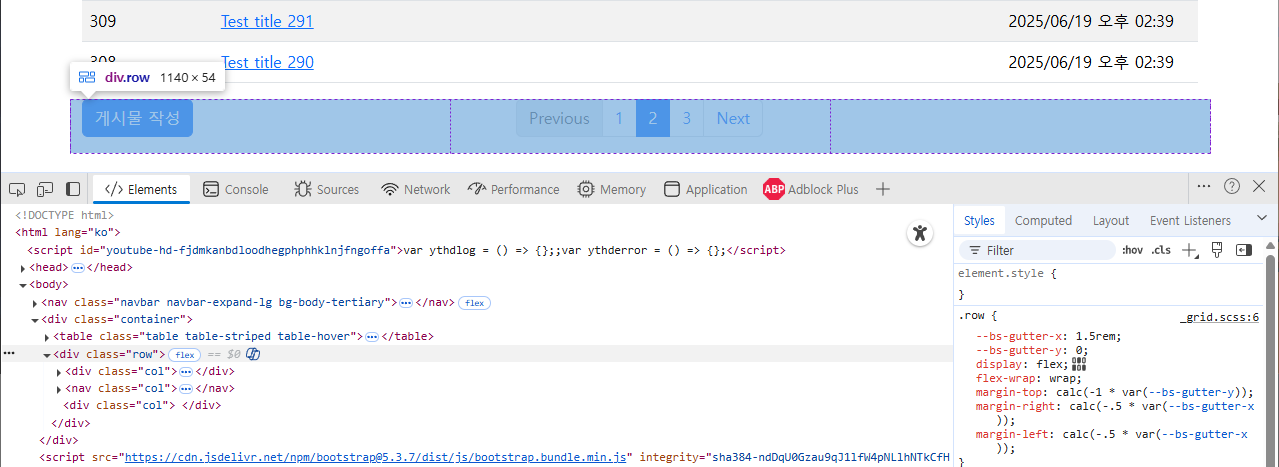 309 Test title 291 2025/06/19 오후 02:39
308 Test title 290 2025/06/19 오후 02:39
div.row 1140 × 54
게시물 작성 Previous 1 2 3 Next
Elements Console Sources Network Performance Memory Application ABP Adblock Plus
<!DOCTYPE html>
<html lang="ko">
<script id="youtube-hd-fjdmkanbdloodhegphphhklnjfngoffa">var ythdlog = () => {};;var ythderror = () => {};</script>
<head></head>
<body>
<nav class="navbar navbar-expand-lg bg-body-tertiary"></nav> flex
<div class="container">
<table class="table table-striped table-hover"></table>
<div class="row"> flex == $0
<div class="col"></div>
<nav class="col"></nav>
<div class="col"> </div>
</div>
</div>
<script src="https://cdn.jsdelivr.net/npm/bootstrap@5.3.7/dist/js/bootstrap.bundle.min.js" integrity="sha384-ndDqU0Gzau9qJ1lfW4pNLlhNTkCfH
Styles Computed Layout Event Listeners
Filter :hov .cls
element.style {
}
.row { _grid.scss:6
--bs-gutter-x: 1.5rem;
--bs-gutter-y: 0;
display: flex;
flex-wrap: wrap;
margin-top: calc(-1 * var(--bs-gutter-y));
margin-right: calc(-.5 * var(--bs-gutter-x
));
margin-left: calc(-.5 * var(--bs-gutter-x
));
}